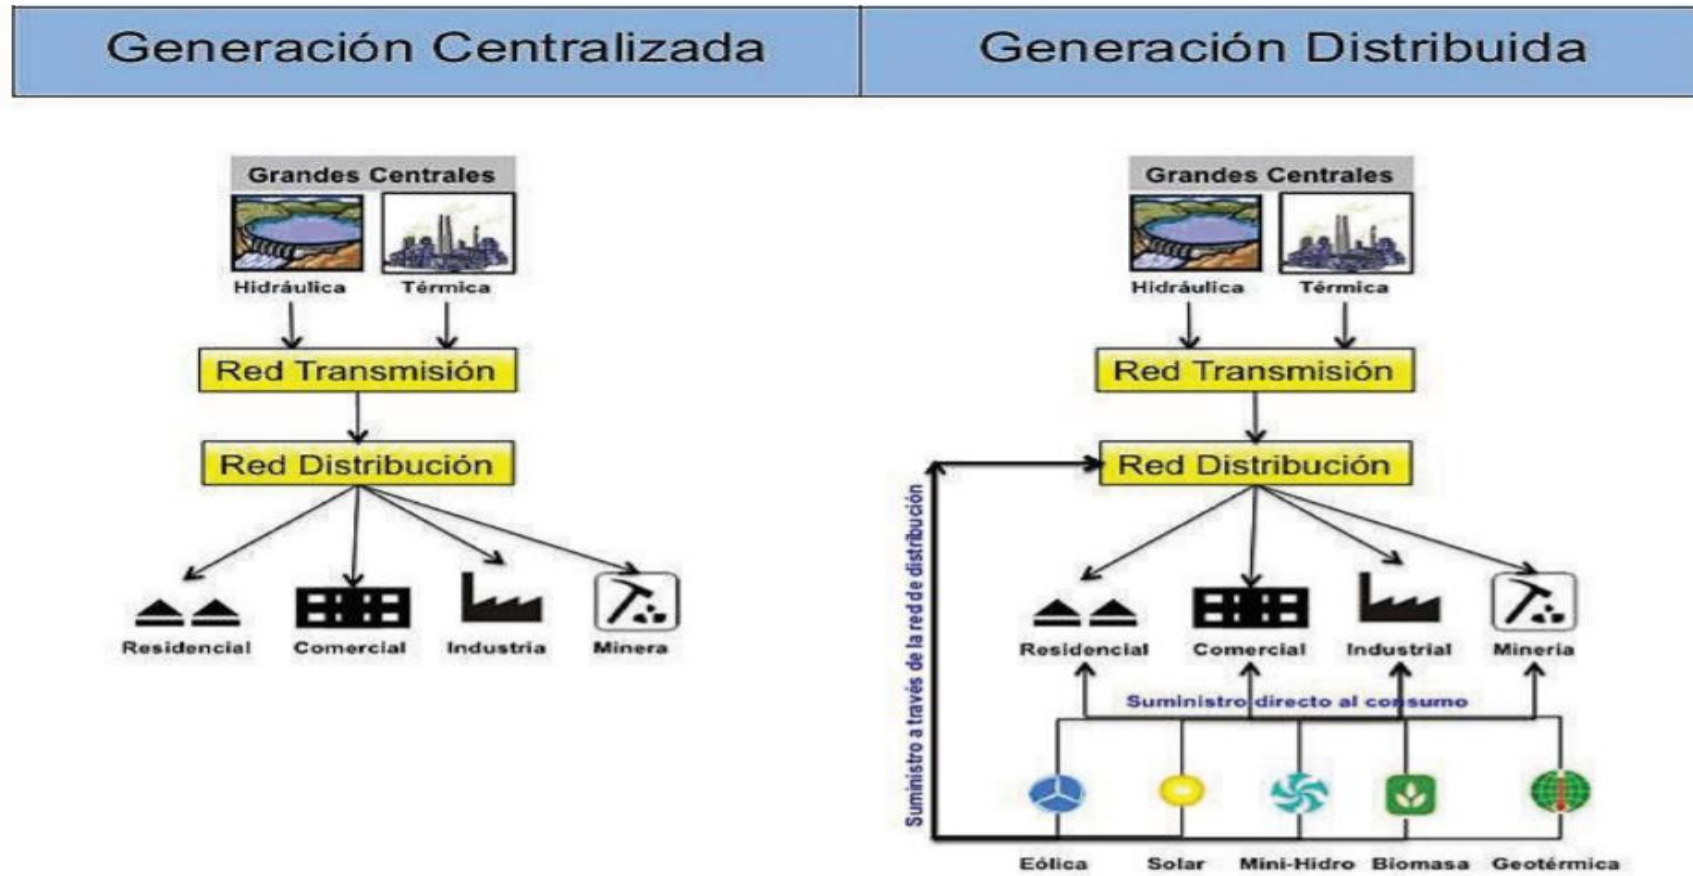 Generación Centralizada
Generación Distribuida
Grandes Centrales
Hidráulica
Térmica
Red Transmisión
Red Distribución
Residencial
Comercial
Industria
Minera
Grandes Centrales
Hidráulica
Térmica
Red Transmisión
Red Distribución
Suministro a través de la red de distribución
Residencial
Comercial
Industrial
Minería
Suministro directo al consumo
Eólica
Solar
Mini-Hidro
Biomasa
Geotérmica